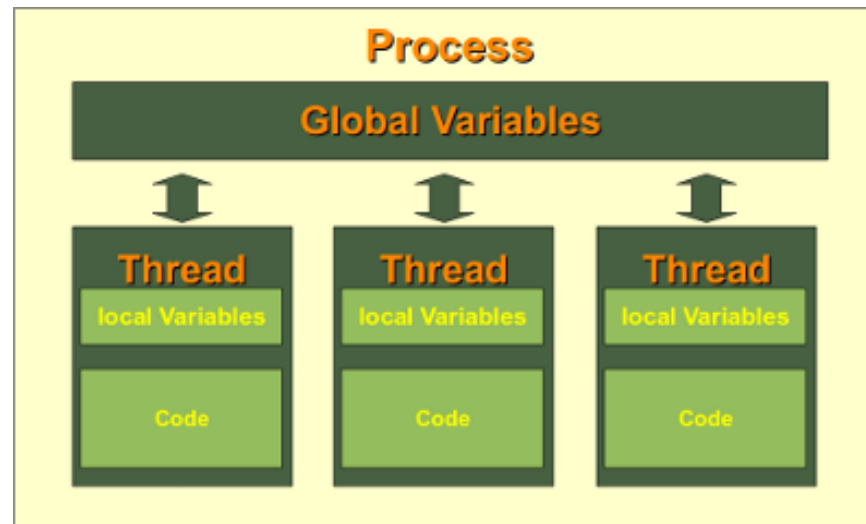 Process
Global Variables
Thread
Thread
Thread
local Variables
local Variables
local Variables
Code
Code
Code